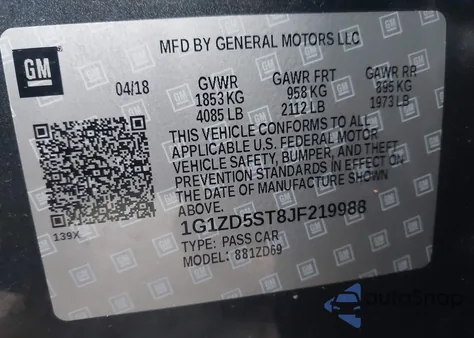 GM
MFD BY GENERAL MOTORS LLC
04/18
GVWR GAWR FRT GAWR RR
1853 KG 958 KG 895 KG
4085 LB 2112 LB 1973 LB
THIS VEHICLE CONFORMS TO ALL
APPLICABLE U.S. FEDERAL MOTOR
VEHICLE SAFETY, BUMPER, AND THEFT
PREVENTION STANDARDS IN EFFECT ON
THE DATE OF MANUFACTURE SHOWN
ABOVE.
1G1ZD5ST8JF219988
139X
TYPE: PASS CAR
MODEL: 881ZD69
autoSnap